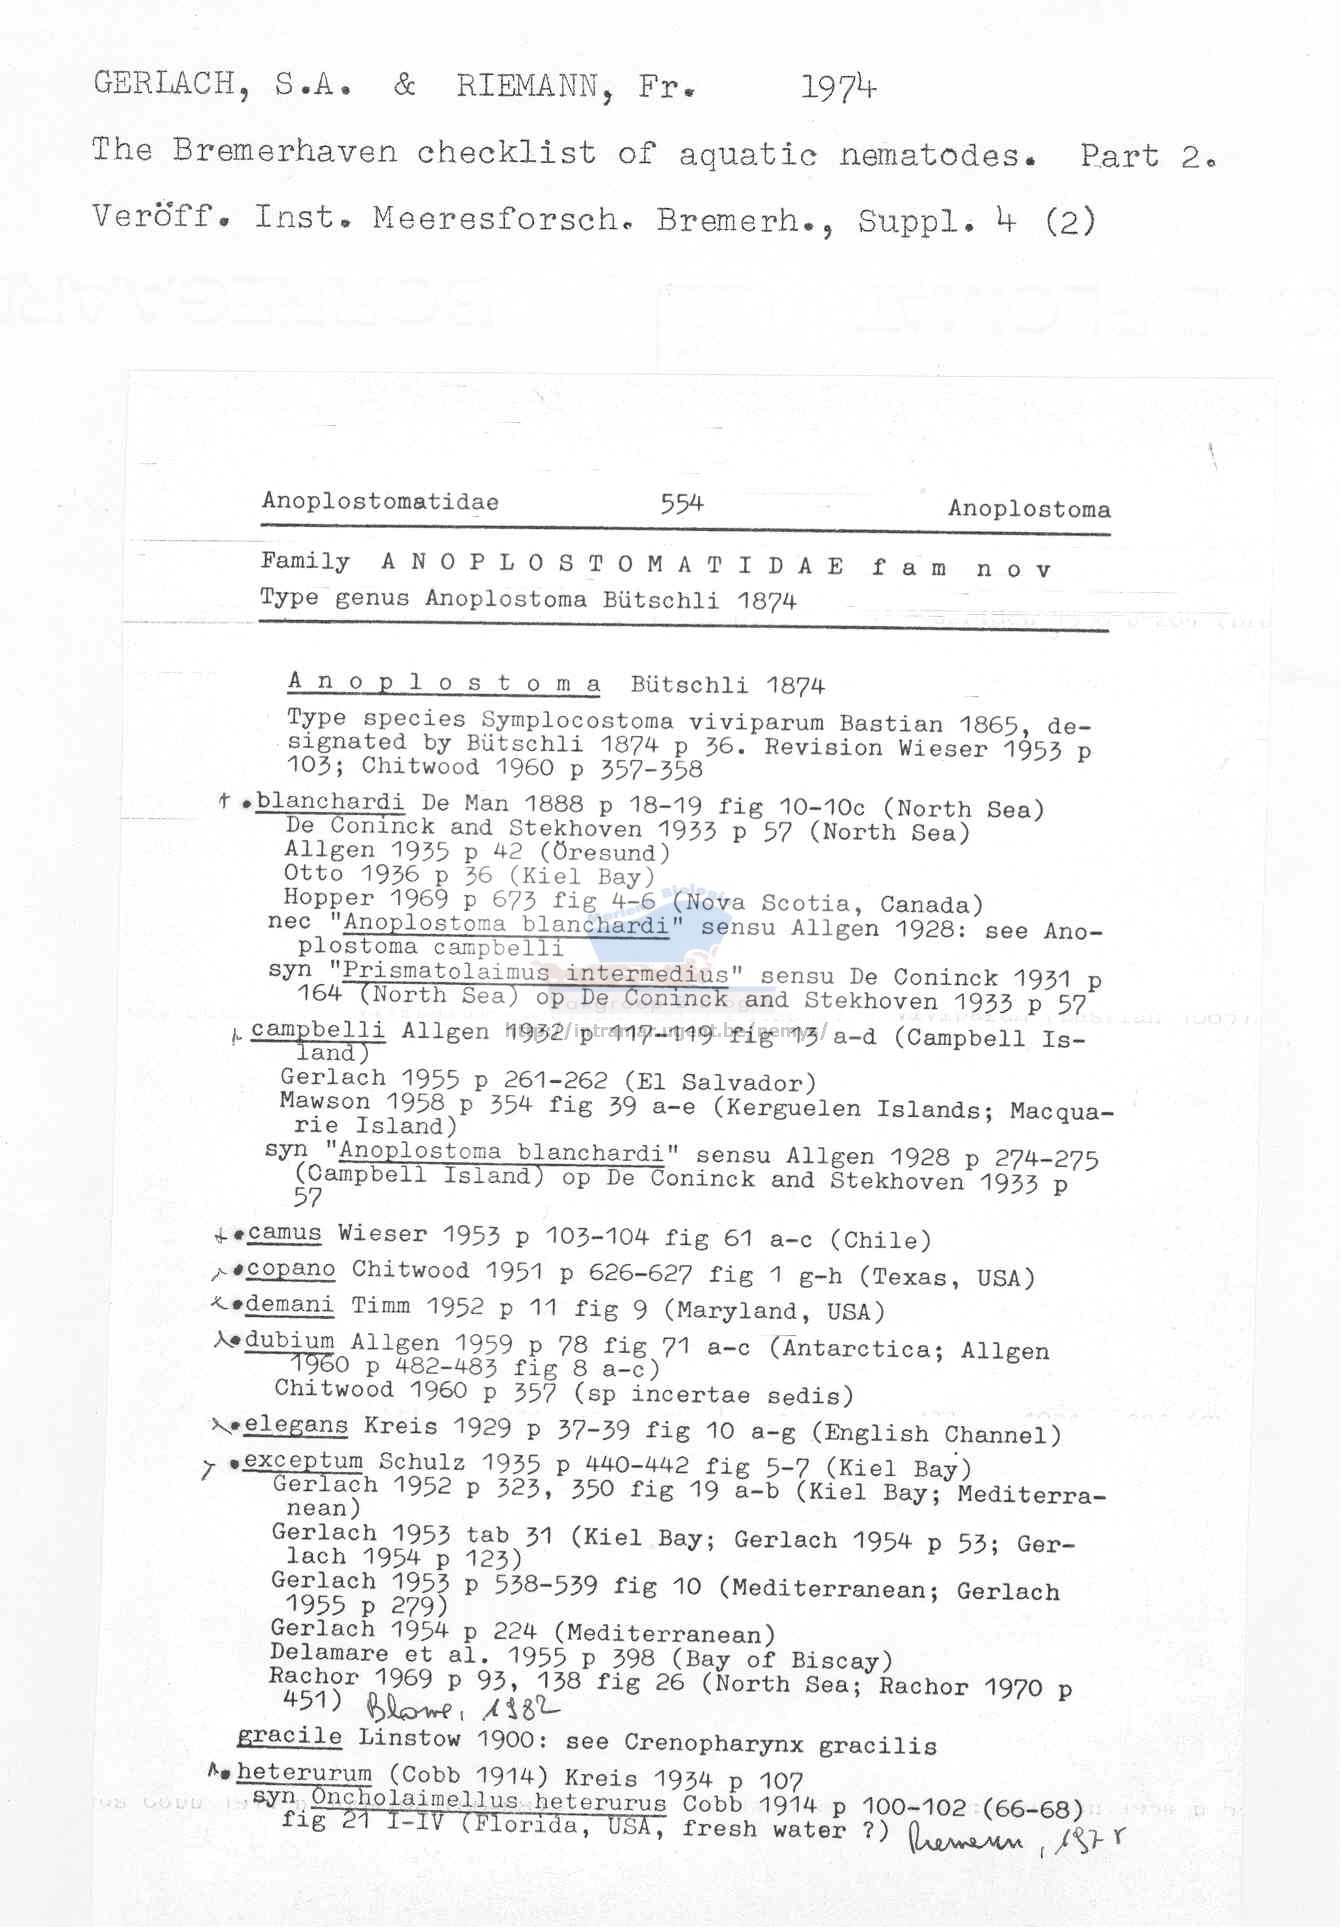 GERLACH, S.A. & RIEMANN, Fr. 1974
The Bremerhaven checklist of aquatic nematodes. Part 2.
Veröff. Inst. Meeresforsch. Bremerh., Suppl. 4 (2)
Anoplostomatidae 554 Anoplostoma
Family A N O P L O S T O M A T I D A E f a m n o v
Type genus Anoplostoma Bütschli 1874
A n o p l o s t o m a Bütschli 1874
Type species Symplocostoma viviparum Bastian 1865, de-
signated by Bütschli 1874 p 36. Revision Wieser 1953 p
103; Chitwood 1960 p 357-358
blanchardi De Man 1888 p 18-19 fig 10-10c (North Sea)
De Coninck and Stekhoven 1933 p 57 (North Sea)
Allgen 1935 p 42 (Öresund)
Otto 1936 p 36 (Kiel Bay)
Hopper 1969 p 673 fig 4-6 (Nova Scotia, Canada)
nec "Anoplostoma blanchardi" sensu Allgen 1928: see Ano-
plostoma campbelli
syn "Prismatolaimus intermedius" sensu De Coninck 1931 p
164 (North Sea) op De Coninck and Stekhoven 1933 p 57
campbelli Allgen 1932 p 117-119 fig 13 a-d (Campbell Is-
land)
Gerlach 1955 p 261-262 (El Salvador)
Mawson 1958 p 354 fig 39 a-e (Kerguelen Islands; Macqua-
rie Island)
syn "Anoplostoma blanchardi" sensu Allgen 1928 p 274-275
(Campbell Island) op De Coninck and Stekhoven 1933 p
57
camus Wieser 1953 p 103-104 fig 61 a-c (Chile)
copano Chitwood 1951 p 626-627 fig 1 g-h (Texas, USA)
demani Timm 1952 p 11 fig 9 (Maryland, USA)
dubium Allgen 1959 p 78 fig 71 a-c (Antarctica; Allgen
1960 p 482-483 fig 8 a-c)
Chitwood 1960 p 357 (sp incertae sedis)
elegans Kreis 1929 p 37-39 fig 10 a-g (English Channel)
exceptum Schulz 1935 p 440-442 fig 5-7 (Kiel Bay)
Gerlach 1952 p 323, 350 fig 19 a-b (Kiel Bay; Mediterra-
nean)
Gerlach 1953 tab 31 (Kiel Bay; Gerlach 1954 p 53; Ger-
lach 1954 p 123)
Gerlach 1953 p 538-539 fig 10 (Mediterranean; Gerlach
1955 p 279)
Gerlach 1954 p 224 (Mediterranean)
Delamare et al. 1955 p 398 (Bay of Biscay)
Rachor 1969 p 93, 138 fig 26 (North Sea; Rachor 1970 p
451) Blome, 1982
gracile Linstow 1900: see Crenopharynx gracilis
heterurum (Cobb 1914) Kreis 1934 p 107
syn Oncholaimellus heterurus Cobb 1914 p 100-102 (66-68)
fig 21 I-IV (Florida, USA, fresh water ?) Riemann,